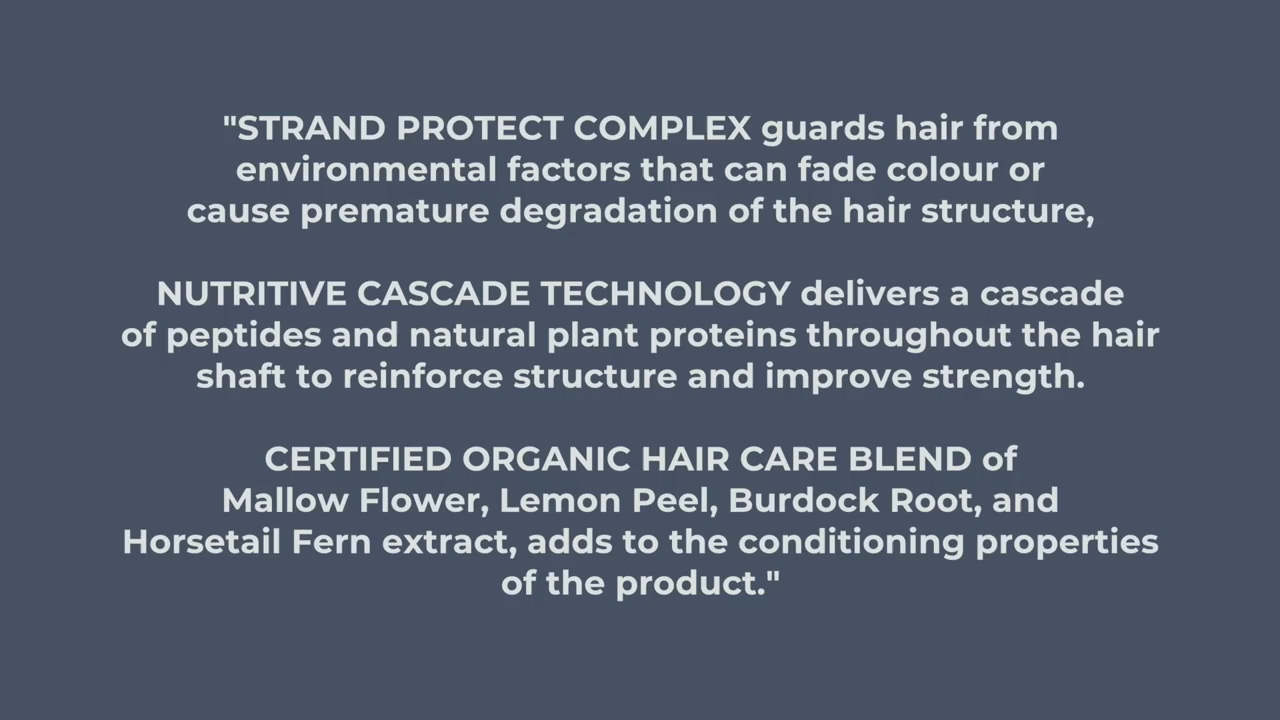 "STRAND PROTECT COMPLEX guards hair from
environmental factors that can fade colour or
cause premature degradation of the hair structure,
NUTRITIVE CASCADE TECHNOLOGY delivers a cascade
of peptides and natural plant proteins throughout the hair
shaft to reinforce structure and improve strength.
CERTIFIED ORGANIC HAIR CARE BLEND of
Mallow Flower, Lemon Peel, Burdock Root, and
Horsetail Fern extract, adds to the conditioning properties
of the product."